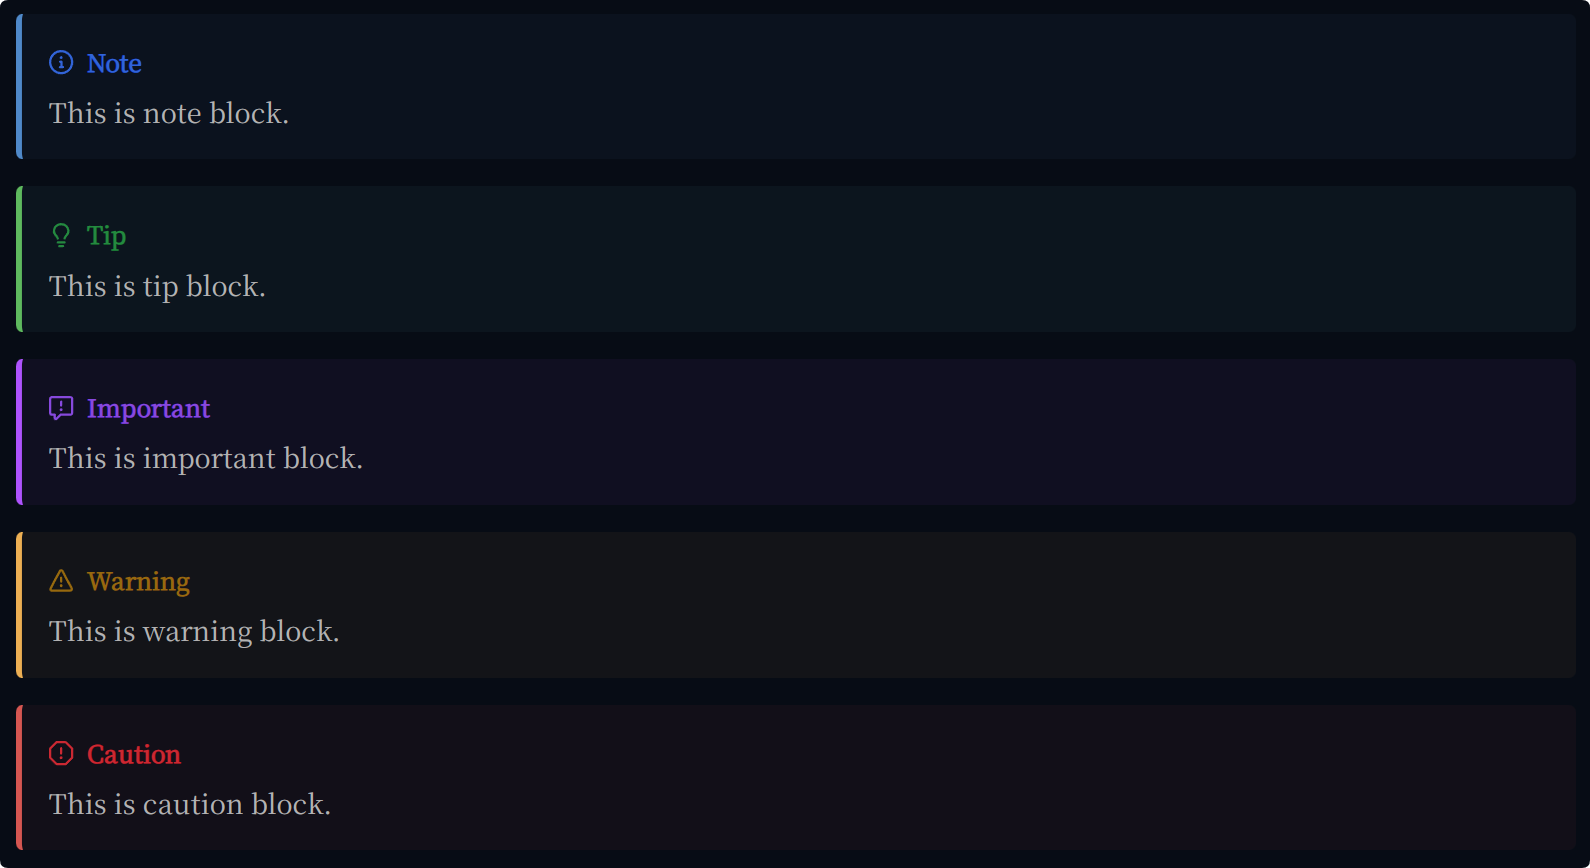 Note
This is note block.
Tip
This is tip block.
Important
This is important block.
Warning
This is warning block.
Caution
This is caution block.